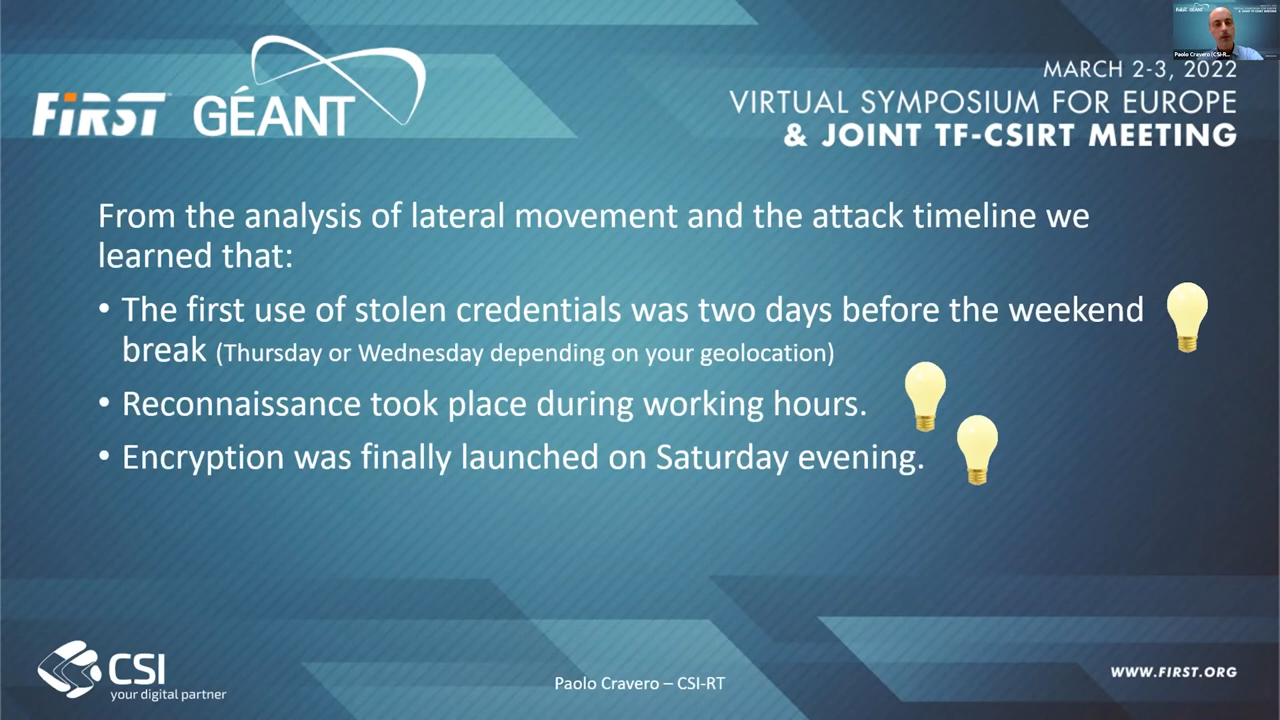 FiRST GÉANT
Paolo Cravero (CSI-R...
MARCH 2-3, 2022
VIRTUAL SYMPOSIUM FOR EUROPE
& JOINT TF-CSIRT MEETING
From the analysis of lateral movement and the attack timeline we
learned that:
• The first use of stolen credentials was two days before the weekend
break (Thursday or Wednesday depending on your geolocation)
• Reconnaissance took place during working hours.
• Encryption was finally launched on Saturday evening.
CSI
your digital partner
Paolo Cravero – CSI-RT
WWW.FIRST.ORG